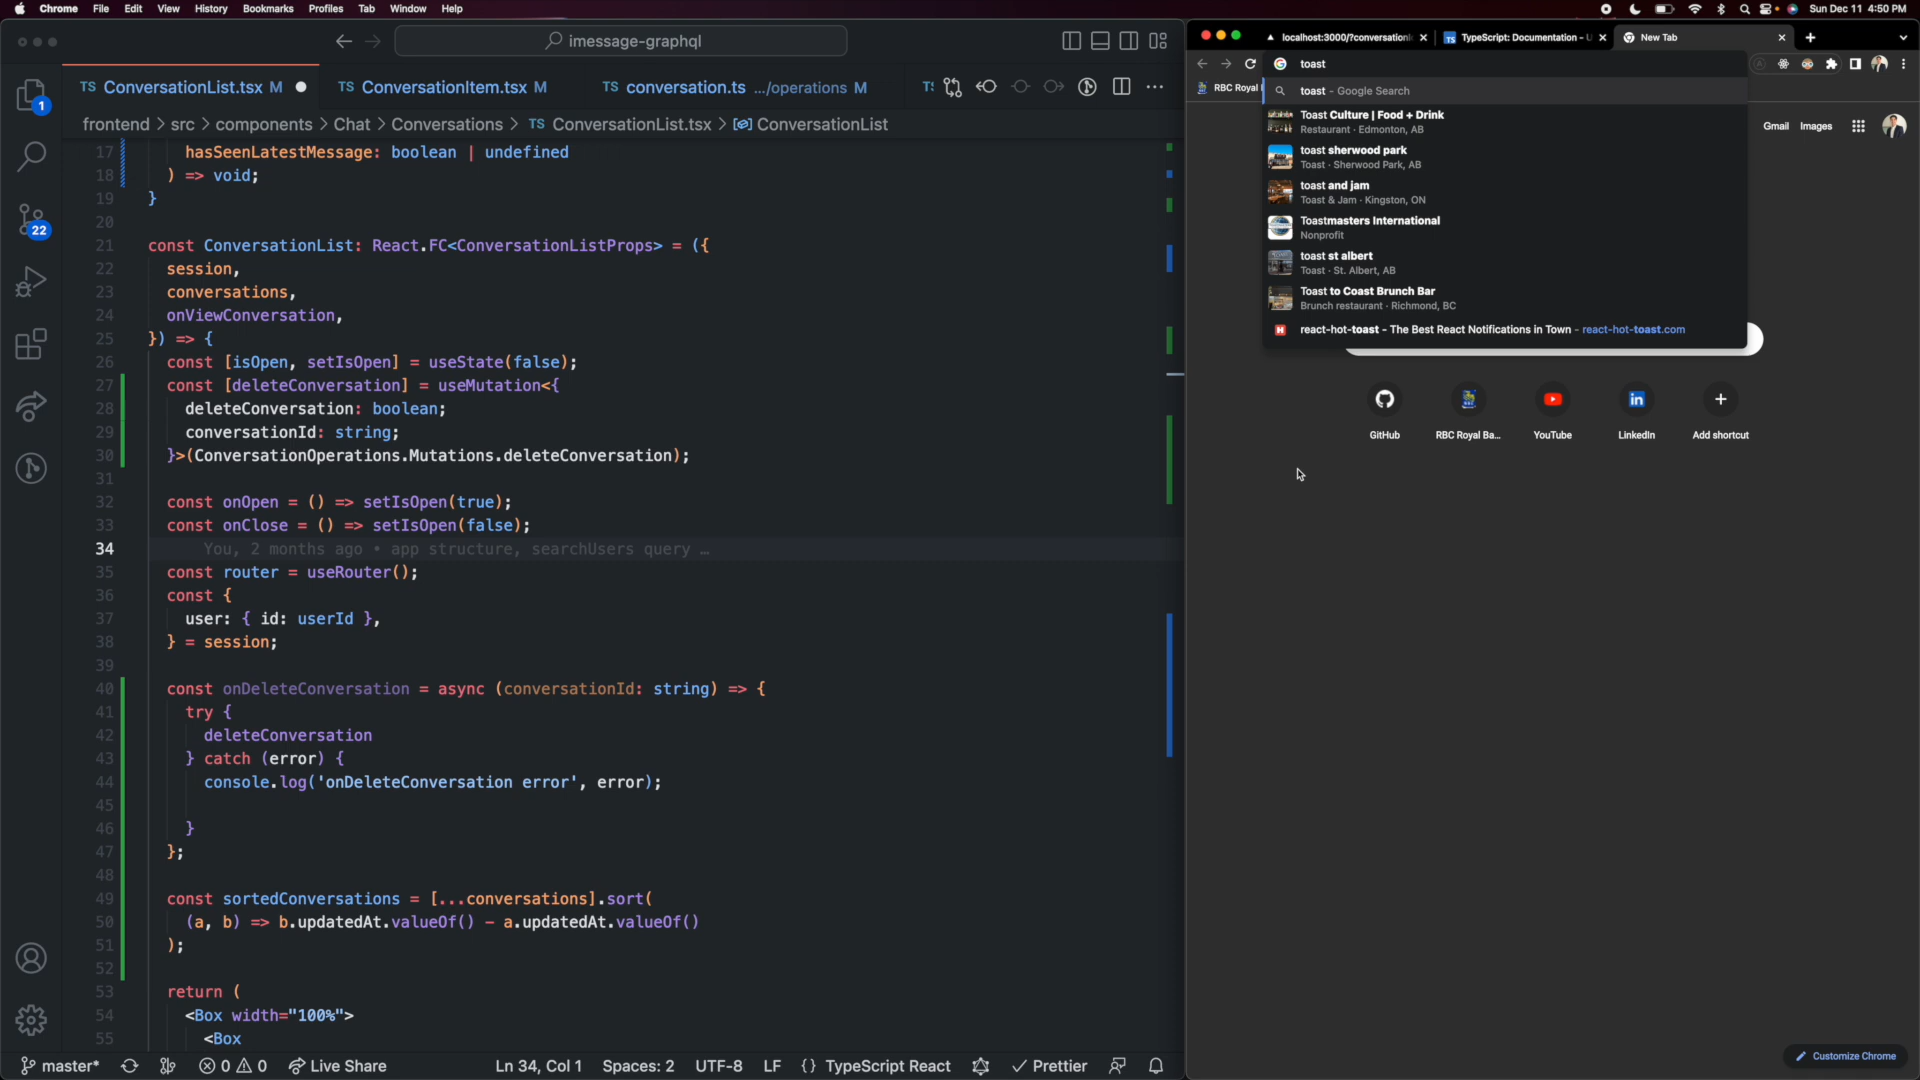 Chrome File Edit View History Bookmarks Profiles Tab Window Help Sun Dec 11 4:50 PM
imessage-graphql
TS ConversationList.tsx M TS ConversationItem.tsx M TS conversation.ts .../operations M
frontend > src > components > Chat > Conversations > TS ConversationList.tsx > ConversationList
17 hasSeenLatestMessage: boolean | undefined
18 ) => void;
19 }
20
21 const ConversationList: React.FC<ConversationListProps> = ({
22 session,
23 conversations,
24 onViewConversation,
25 }) => {
26 const [isOpen, setIsOpen] = useState(false);
27 const [deleteConversation] = useMutation<{
28 deleteConversation: boolean;
29 conversationId: string;
30 }>(ConversationOperations.Mutations.deleteConversation);
31
32 const onOpen = () => setIsOpen(true);
33 const onClose = () => setIsOpen(false);
34 You, 2 months ago • app structure, searchUsers query …
35 const router = useRouter();
36 const {
37 user: { id: userId },
38 } = session;
39
40 const onDeleteConversation = async (conversationId: string) => {
41 try {
42 deleteConversation
43 } catch (error) {
44 console.log('onDeleteConversation error', error);
45
46 }
47 };
48
49 const sortedConversations = [...conversations].sort(
50 (a, b) => b.updatedAt.valueOf() - a.updatedAt.valueOf()
51 );
52
53 return (
54 <Box width="100%">
55 <Box
1
22
master* 0 0 Live Share Ln 34, Col 1 Spaces: 2 UTF-8 LF {} TypeScript React Prettier
localhost:3000/?conversationI TS TypeScript: Documentation - U New Tab
toast
RBC Royal
toast - Google Search
Toast Culture | Food + Drink
Restaurant · Edmonton, AB
toast sherwood park
Toast · Sherwood Park, AB
toast and jam
Toast & Jam · Kingston, ON
Toastmasters International
Nonprofit
toast st albert
Toast · St. Albert, AB
Toast to Coast Brunch Bar
Brunch restaurant · Richmond, BC
react-hot-toast - The Best React Notifications in Town - react-hot-toast.com
Gmail Images
GitHub RBC Royal Ba... YouTube LinkedIn Add shortcut
Customize Chrome